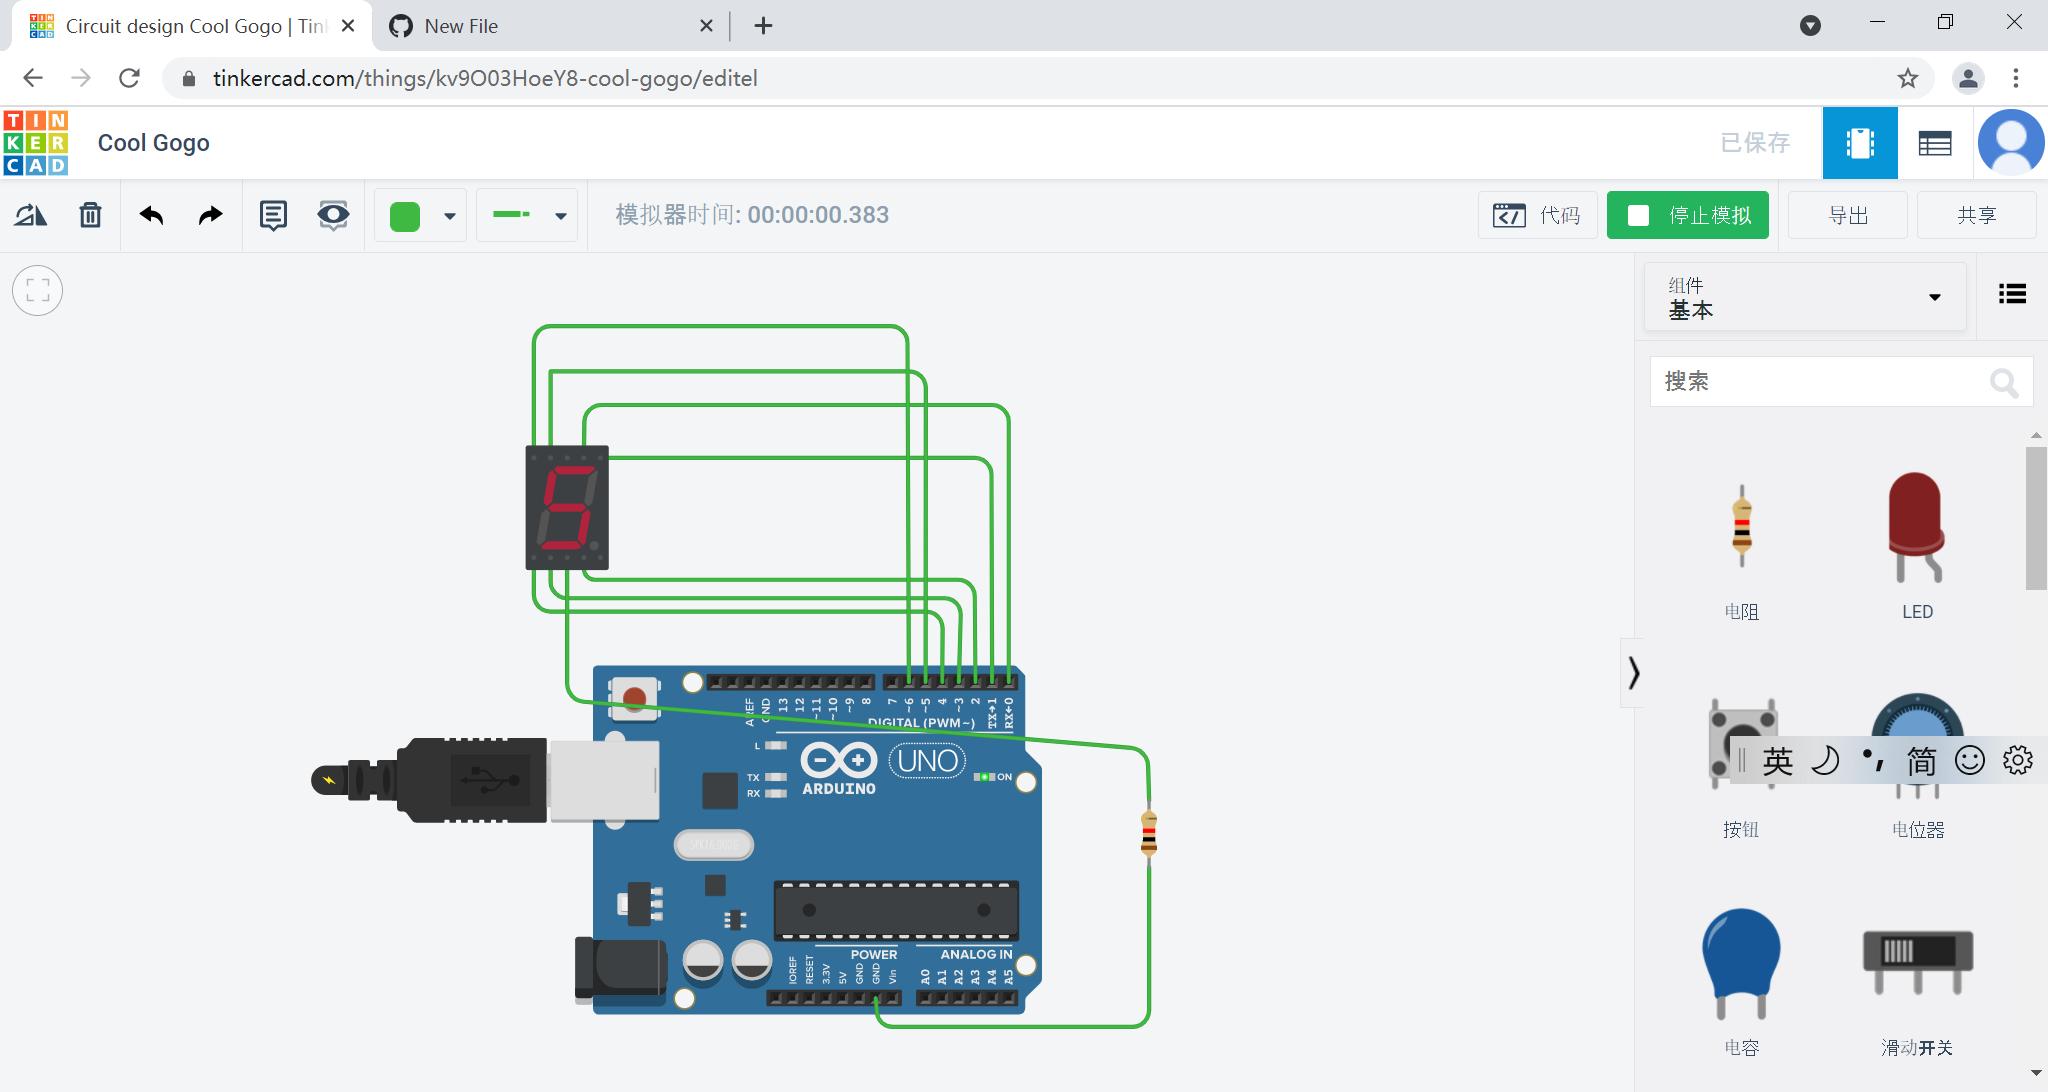 Circuit design Cool Gogo | Tin
New File
tinkercad.com/things/kv9O03HoeY8-cool-gogo/editel
TIN
KER
CAD
Cool Gogo
已保存
模拟器时间: 00:00:00.383
代码
停止模拟
导出
共享
组件
基本
搜索
电阻
LED
按钮
电位器
电容
滑动开关
英
简
AREF
GND
13
12
~11
~10
~9
8
7
~6
~5
4
~3
2
TX→1
RX←0
DIGITAL (PWM~)
L
TX
RX
UNO
ARDUINO
ON
POWER
ANALOG IN
IOREF
RESET
3.3V
5V
GND
GND
Vin
A0
A1
A2
A3
A4
A5